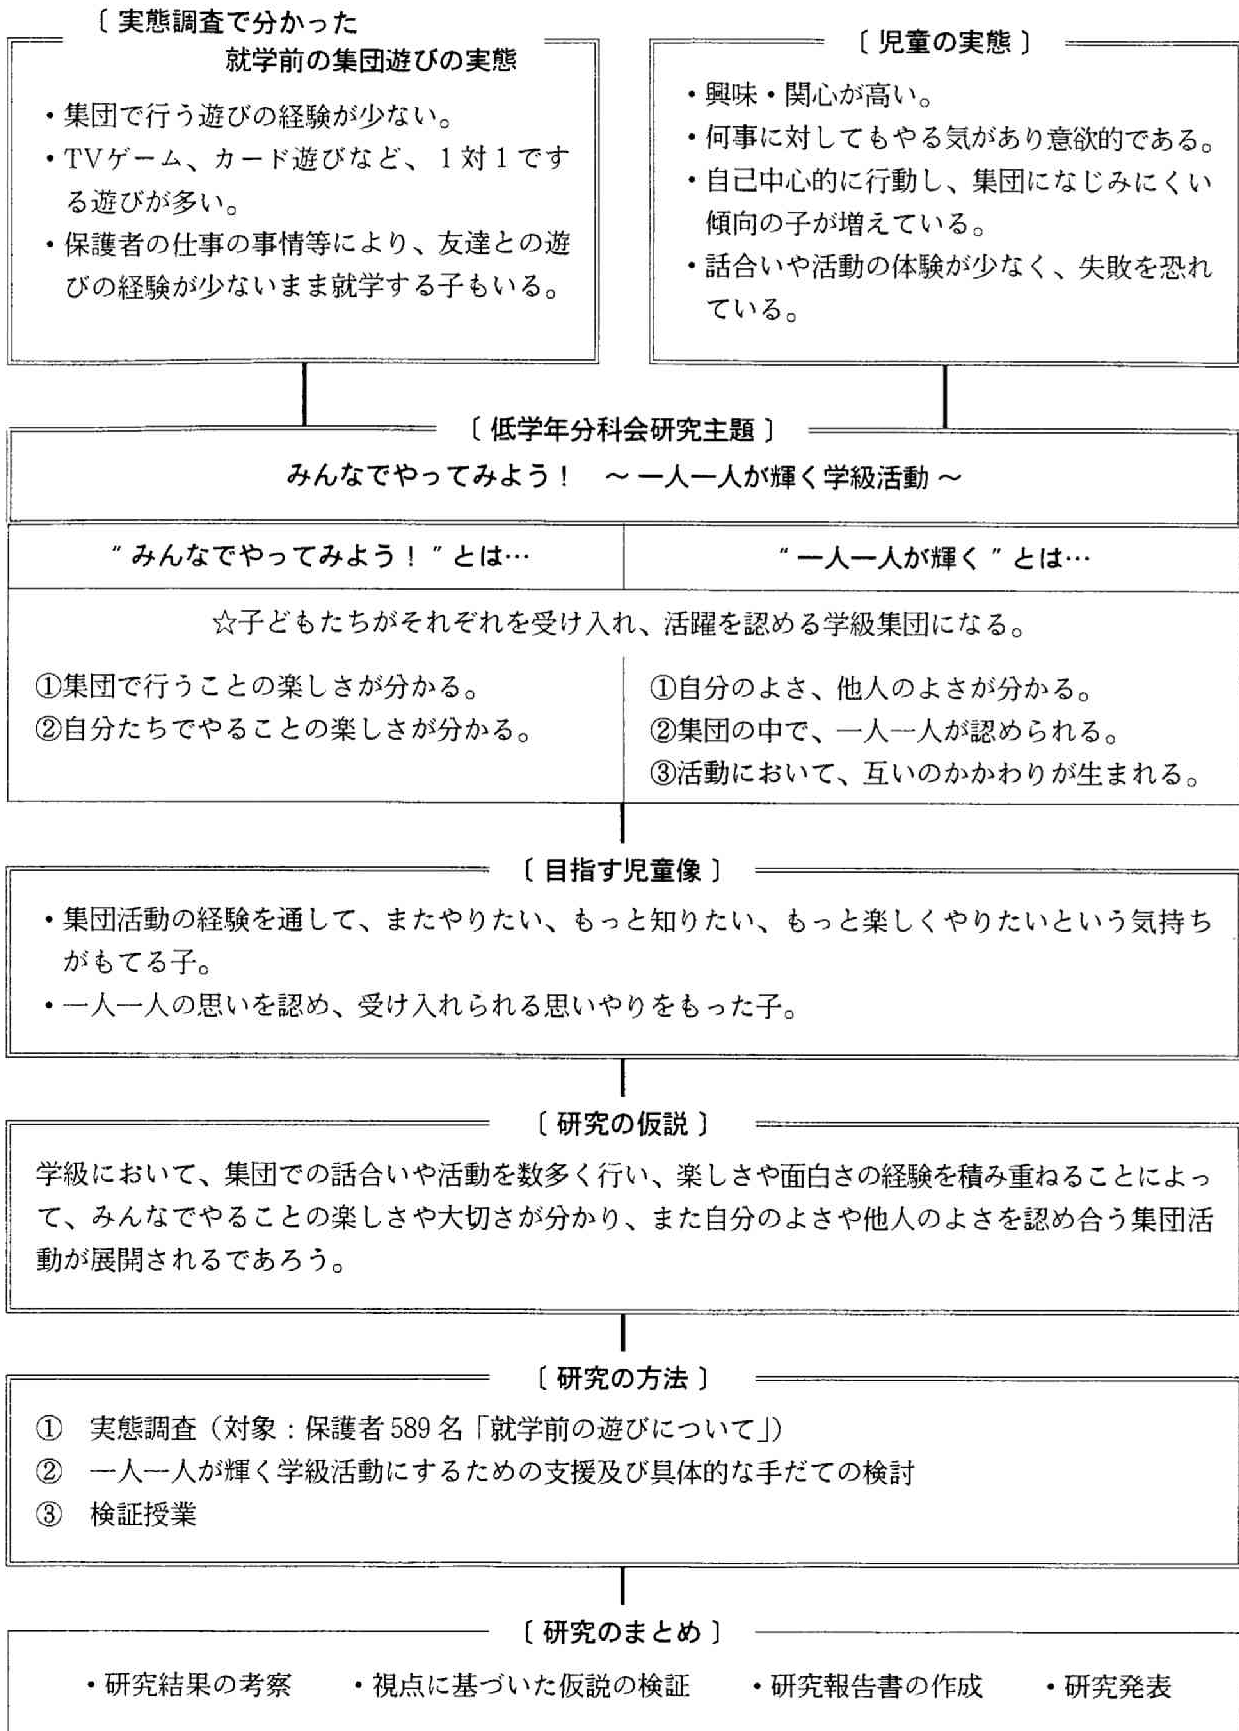 〔 実態調査で分かった
就学前の集団遊びの実態
・集団で行う遊びの経験が少ない。
・TVゲーム、カード遊びなど、1対1です
る遊びが多い。
・保護者の仕事の事情等により、友達との遊
びの経験が少ないまま就学する子もいる。
〔 児童の実態 〕
・興味・関心が高い。
・何事に対してもやる気があり意欲的である。
・自己中心的に行動し、集団になじみにくい
傾向の子が増えている。
・話合いや活動の体験が少なく、失敗を恐れ
ている。
〔 低学年分科会研究主題 〕
みんなでやってみよう！ ～ 一人一人が輝く学級活動 ～
“ みんなでやってみよう！ ” とは…
“ 一人一人が輝く ” とは…
☆子どもたちがそれぞれを受け入れ、活躍を認める学級集団になる。
①集団で行うことの楽しさが分かる。
②自分たちでやることの楽しさが分かる。
①自分のよさ、他人のよさが分かる。
②集団の中で、一人一人が認められる。
③活動において、互いのかかわりが生まれる。
〔 目指す児童像 〕
・集団活動の経験を通して、またやりたい、もっと知りたい、もっと楽しくやりたいという気持ち
がもてる子。
・一人一人の思いを認め、受け入れられる思いやりをもった子。
〔 研究の仮説 〕
学級において、集団での話合いや活動を数多く行い、楽しさや面白さの経験を積み重ねることによっ
て、みんなでやることの楽しさや大切さが分かり、また自分のよさや他人のよさを認め合う集団活
動が展開されるであろう。
〔 研究の方法 〕
① 実態調査（対象：保護者589名「就学前の遊びについて」）
② 一人一人が輝く学級活動にするための支援及び具体的な手だての検討
③ 検証授業
〔 研究のまとめ 〕
・研究結果の考察 ・視点に基づいた仮説の検証 ・研究報告書の作成 ・研究発表